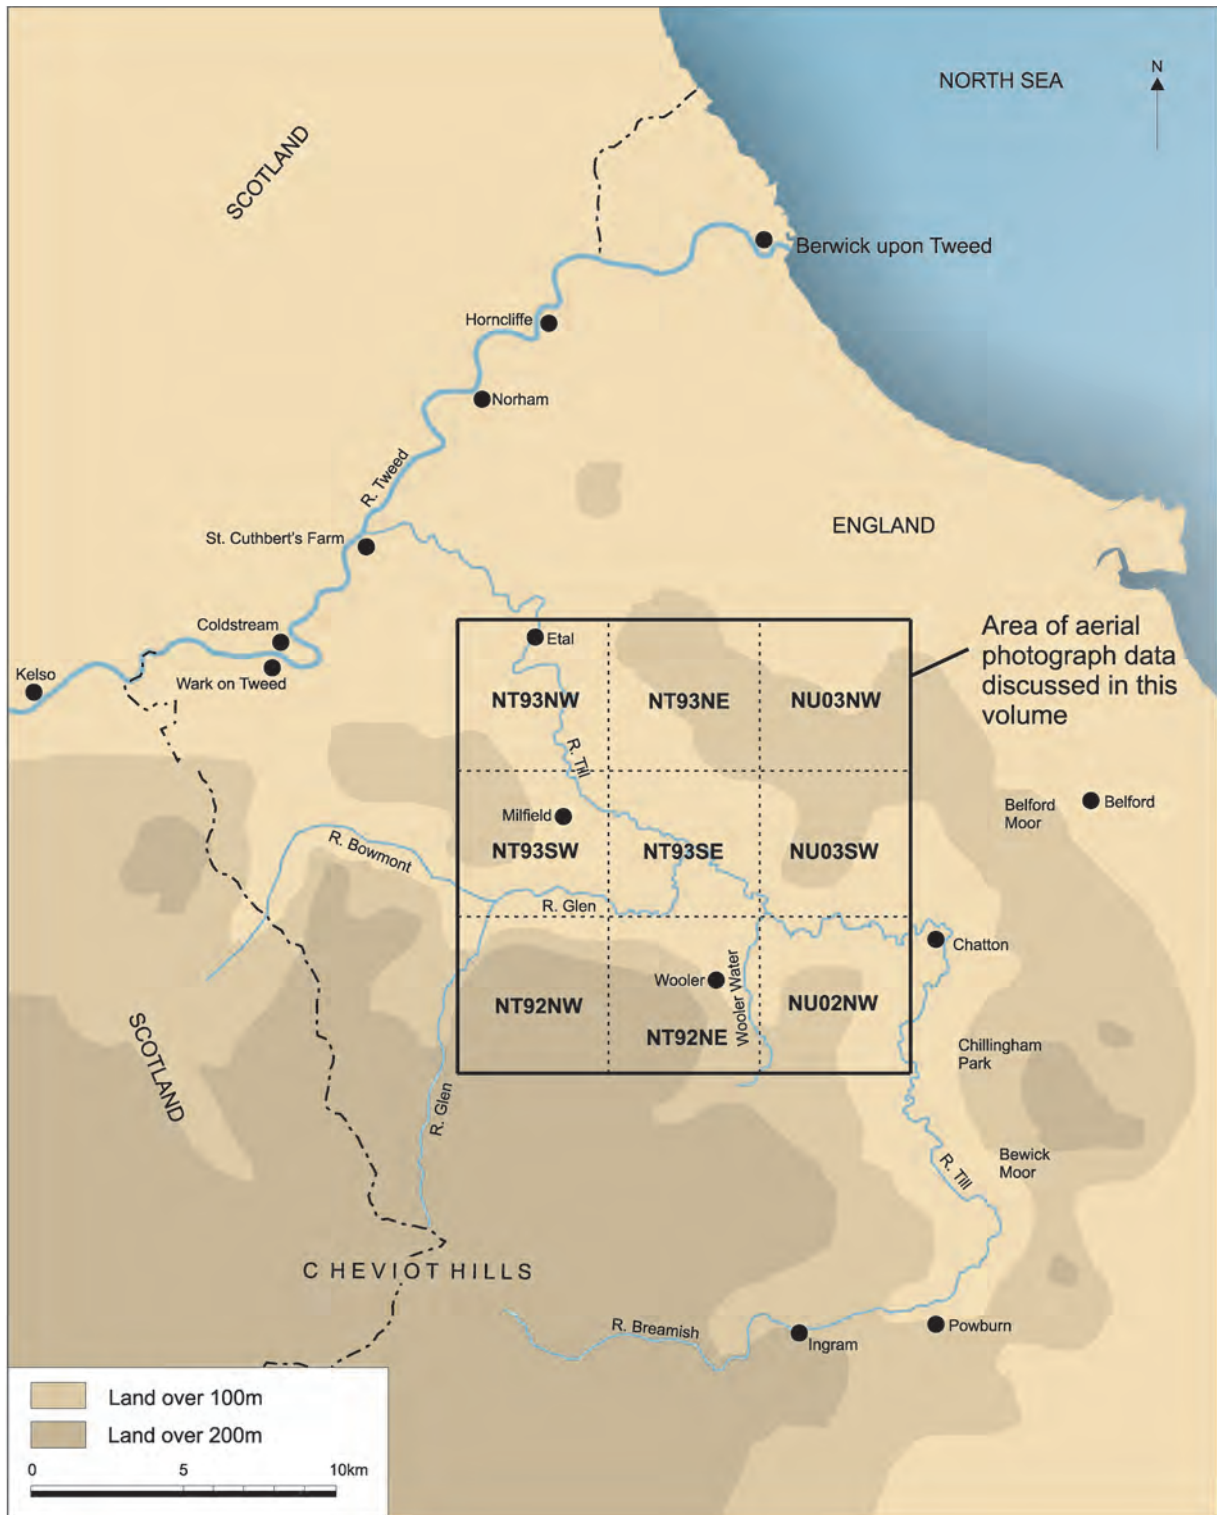 NORTH SEA
N
SCOTLAND
Berwick upon Tweed
Horncliffe
Norham
R. Tweed
ENGLAND
St. Cuthbert's Farm
Coldstream
Etal
Area of aerial
photograph data
discussed in this
volume
Kelso
Wark on Tweed
NT93NW
NT93NE
NU03NW
R. Till
Belford
Moor
Belford
Milfield
R. Bowmont
NT93SW
NT93SE
NU03SW
R. Glen
Chatton
Wooler
Wooler Water
NT92NW
NU02NW
NT92NE
SCOTLAND
Chillingham
Park
R. Glen
Bewick
Moor
R. Till
CHEVIOT HILLS
R. Breamish
Ingram
Powburn
Land over 100m
Land over 200m
0 5 10km